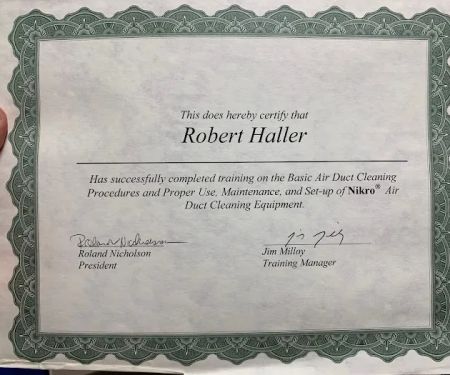 This does hereby certify that
Robert Haller
Has successfully completed training on the Basic Air Duct Cleaning
Procedures and Proper Use, Maintenance, and Set-up of Nikro® Air
Duct Cleaning Equipment.
Roland Nicholson
Roland Nicholson
President
Jim Milloy
Training Manager